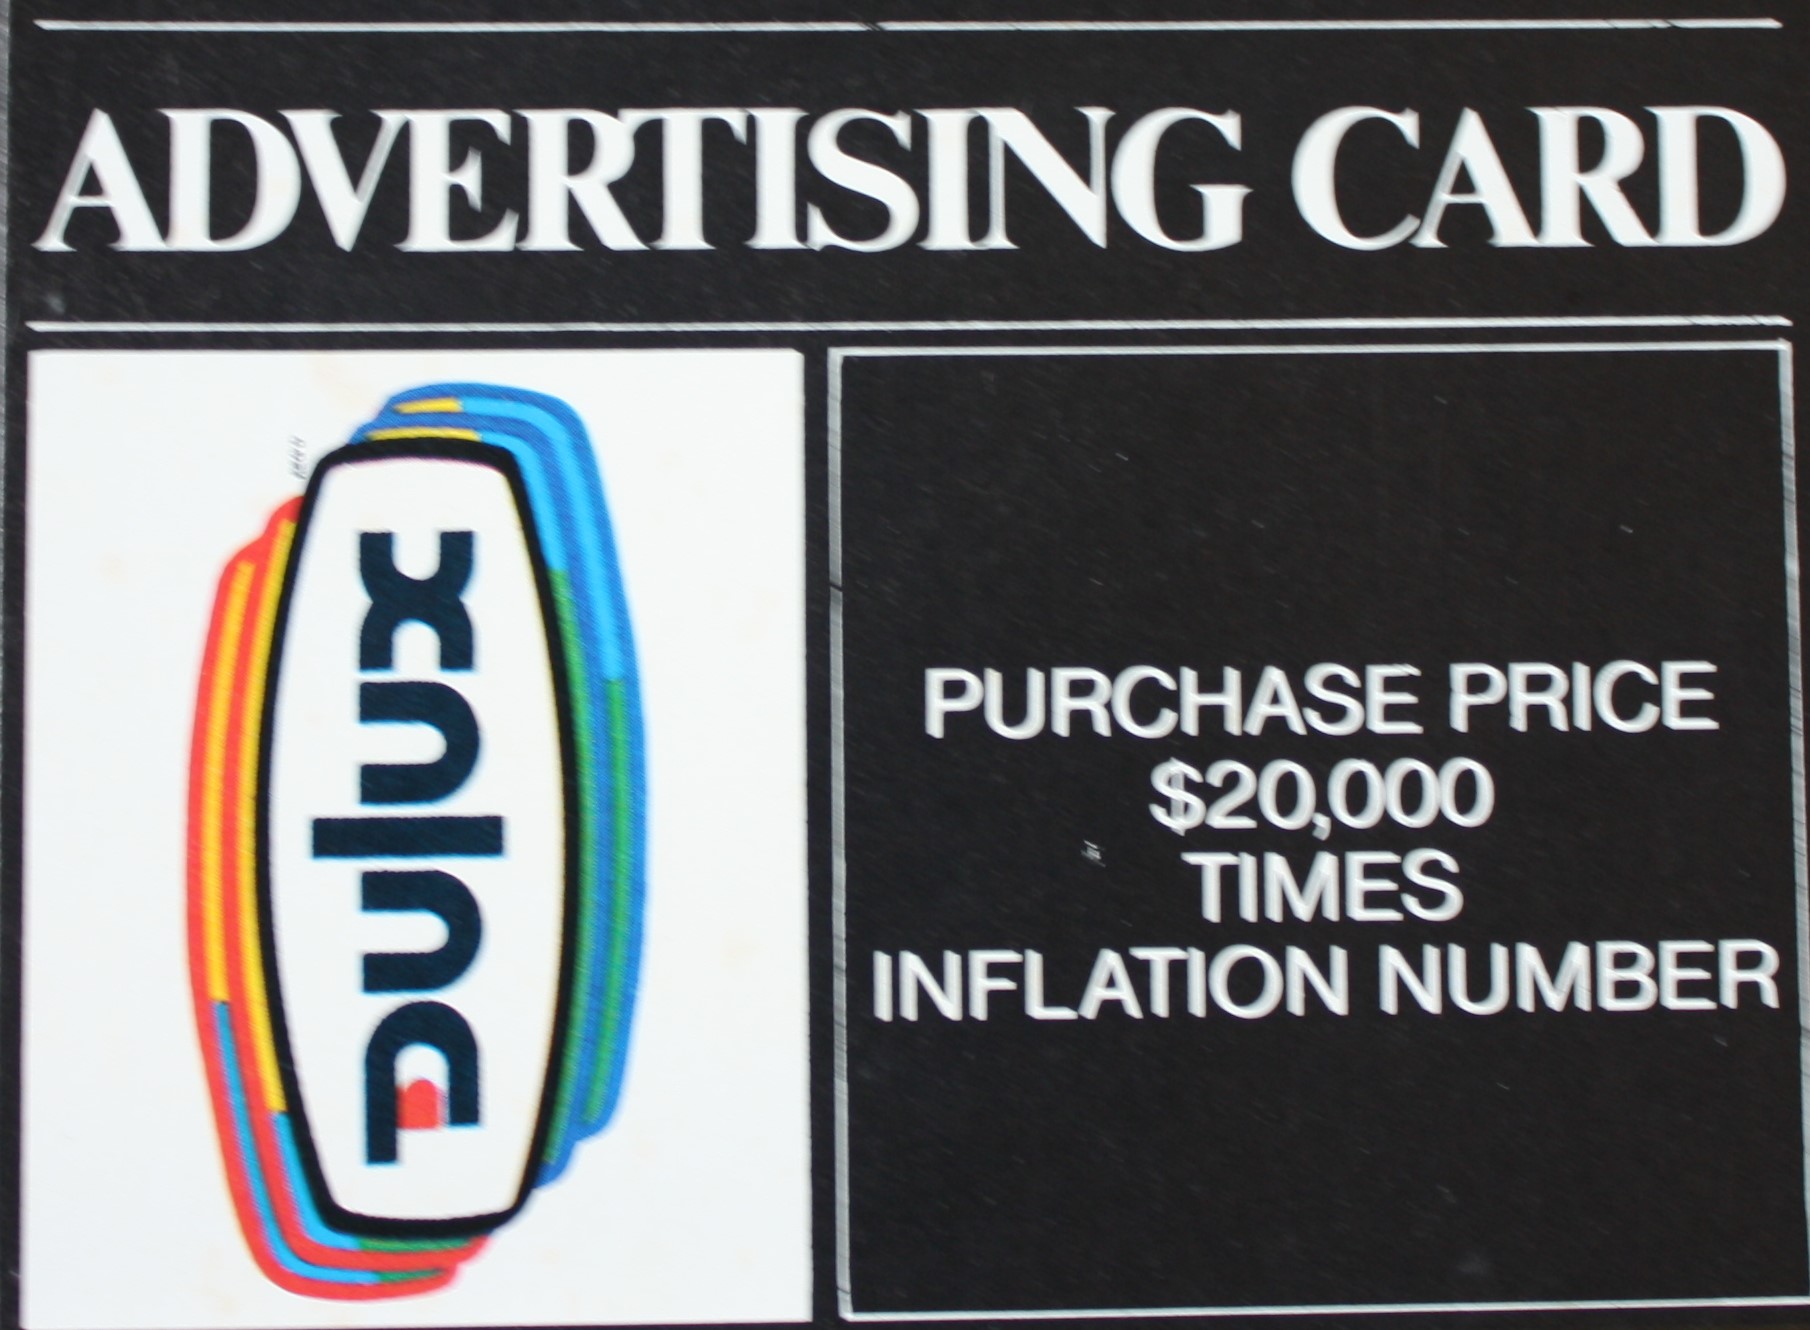 ADVERTISING CARD
Dulux
PURCHASE PRICE
$20,000
TIMES
INFLATION NUMBER